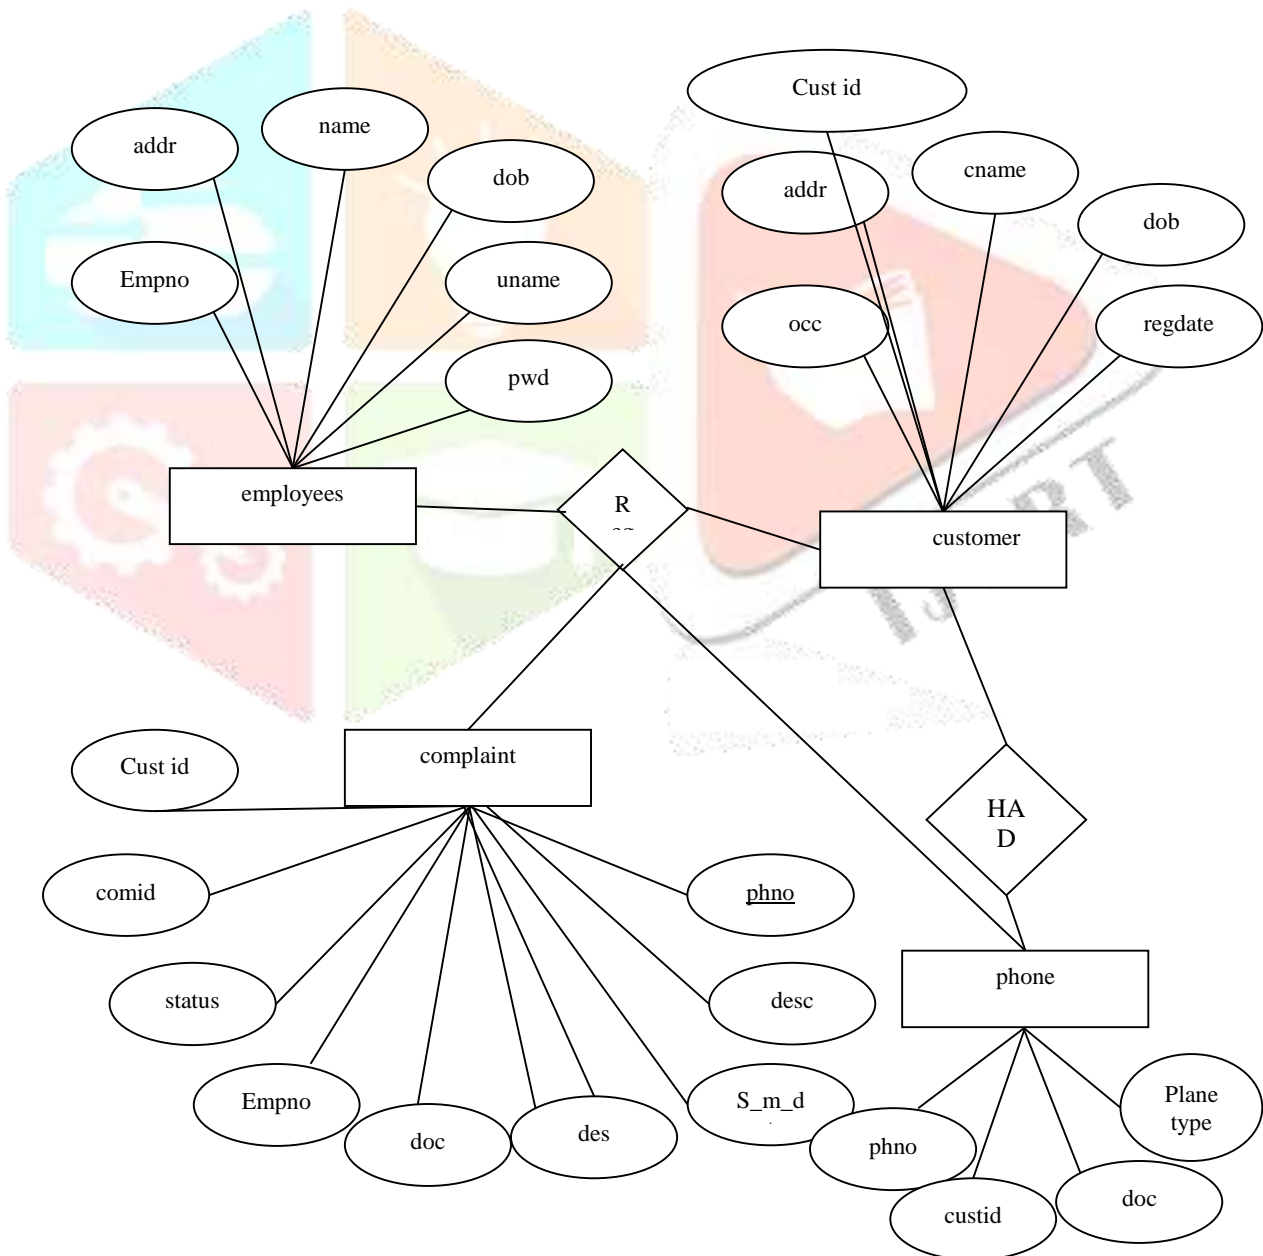 Cust id
name
addr
cname
dob
addr
dob
Empno
uname
occ
regdate
pwd
employees
R
customer
complaint
Cust id
HA
D
comid
phno
status
desc
phone
Empno
S_m_d
Plane
type
doc
des
phno
custid
doc